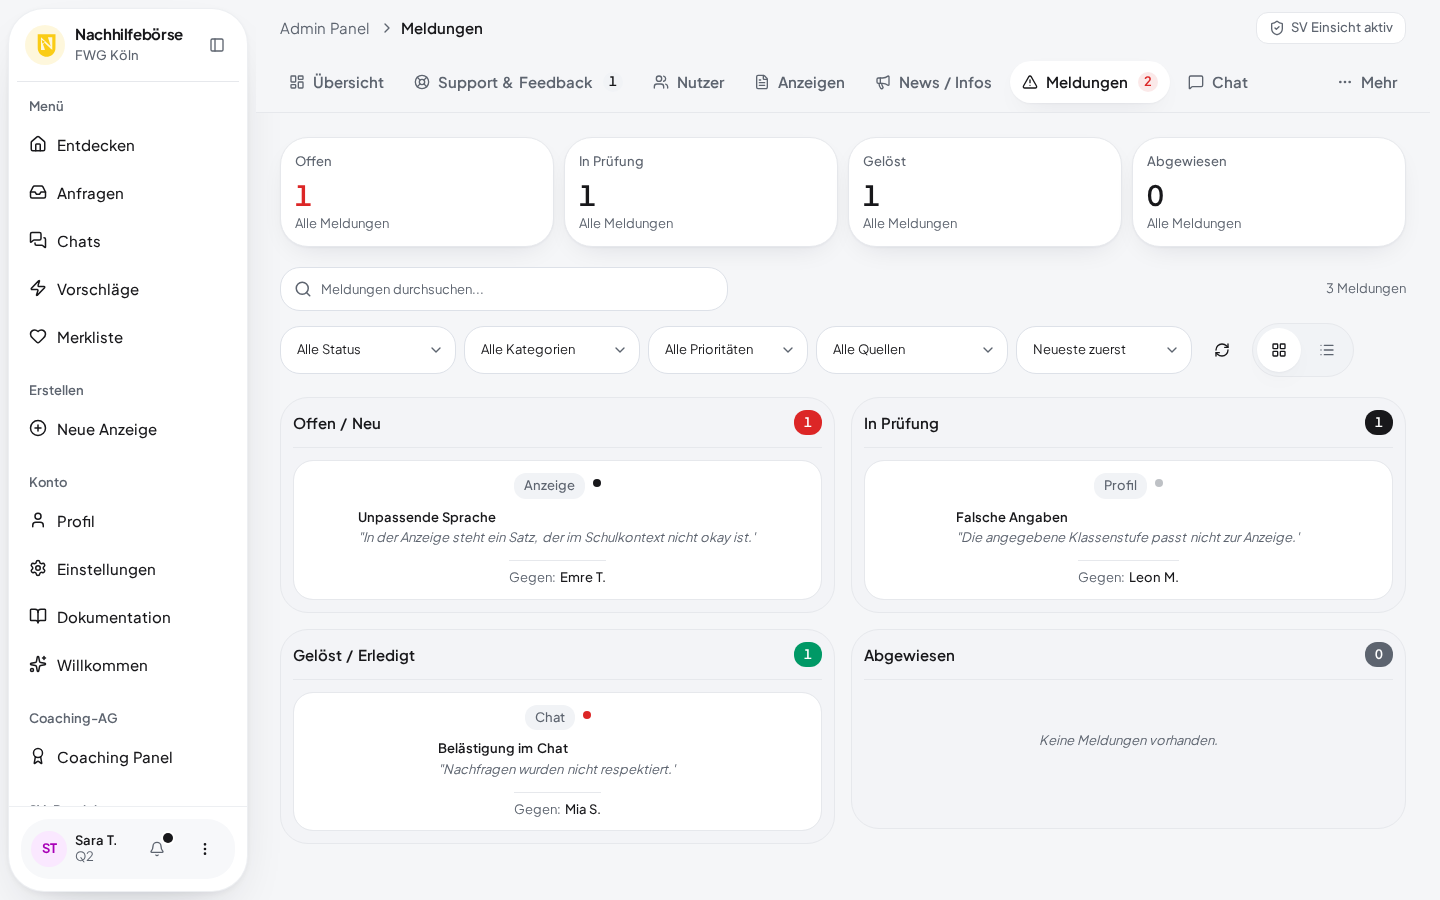 Nachhilfebörse
FWG Köln
Menü
Entdecken
Anfragen
Chats
Vorschläge
Merkliste
Erstellen
Neue Anzeige
Konto
Profil
Einstellungen
Dokumentation
Willkommen
Coaching-AG
Coaching Panel
ST
Sara T.
Q2
Admin Panel > Meldungen
SV Einsicht aktiv
Übersicht
Support & Feedback 1
Nutzer
Anzeigen
News / Infos
Meldungen 2
Chat
Mehr
Offen
1
Alle Meldungen
In Prüfung
1
Alle Meldungen
Gelöst
1
Alle Meldungen
Abgewiesen
0
Alle Meldungen
Meldungen durchsuchen...
3 Meldungen
Alle Status
Alle Kategorien
Alle Prioritäten
Alle Quellen
Neueste zuerst
Offen / Neu 1
Anzeige
Unpassende Sprache
"In der Anzeige steht ein Satz, der im Schulkontext nicht okay ist."
Gegen: Emre T.
In Prüfung 1
Profil
Falsche Angaben
"Die angegebene Klassenstufe passt nicht zur Anzeige."
Gegen: Leon M.
Gelöst / Erledigt 1
Chat
Belästigung im Chat
"Nachfragen wurden nicht respektiert."
Gegen: Mia S.
Abgewiesen 0
Keine Meldungen vorhanden.